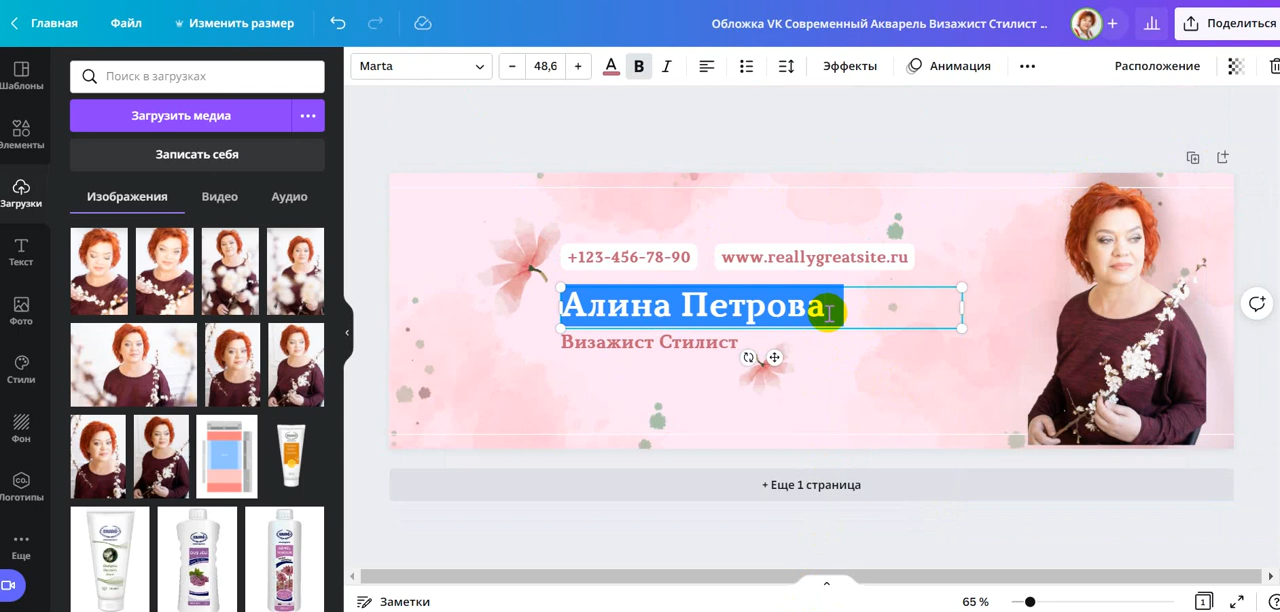 Главная Файл Изменить размер Обложка VK Современный Акварель Визажист Стилист ... Поделиться
Шаблоны
Элементы
Загрузки
Текст
Фото
Стили
Фон
Логотипы
Еще
Поиск в загрузках
Загрузить медиа
Записать себя
Изображения Видео Аудио
Marta 48,6 A B I Эффекты Анимация Расположение
+123-456-78-90 www.reallygreatsite.ru
Алина Петрова
Визажист Стилист
+ Еще 1 страница
Заметки 65 % 1